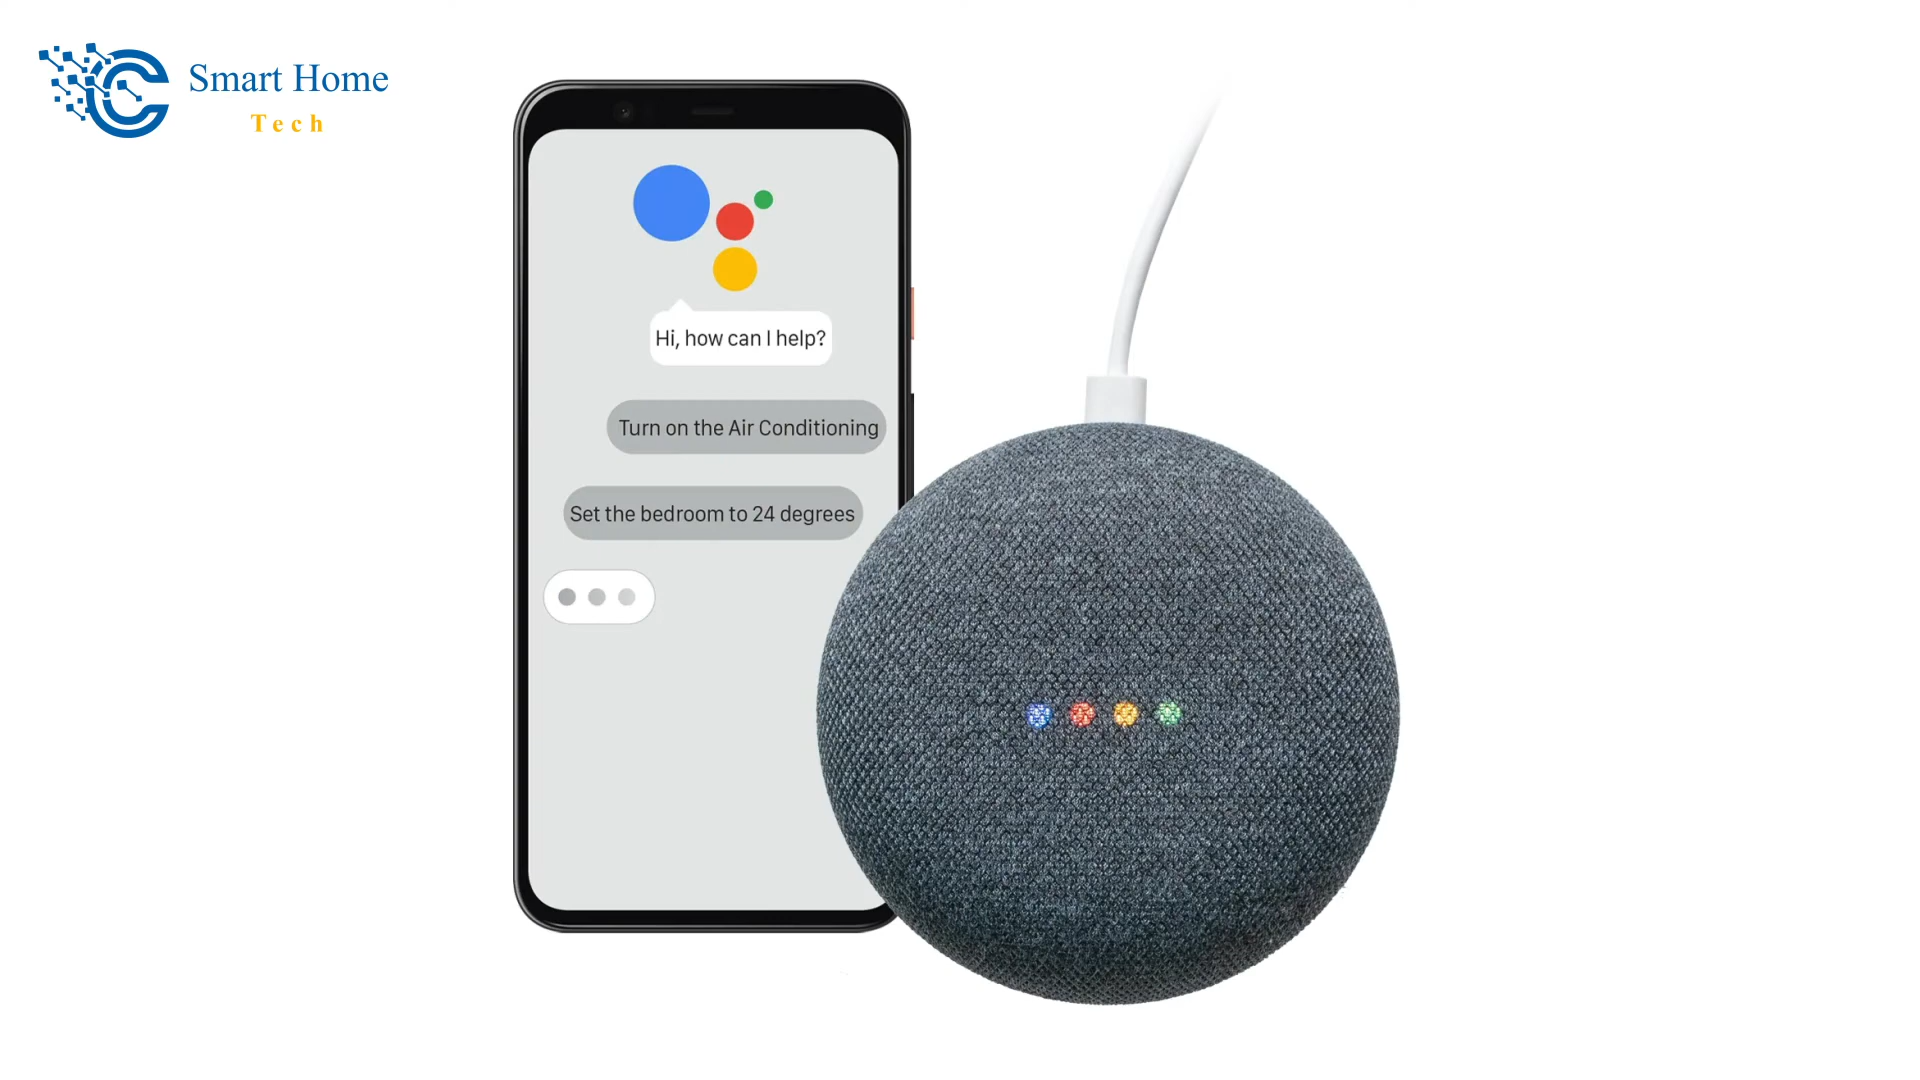 Smart Home
Tech
Hi, how can I help?
Turn on the Air Conditioning
Set the bedroom to 24 degrees